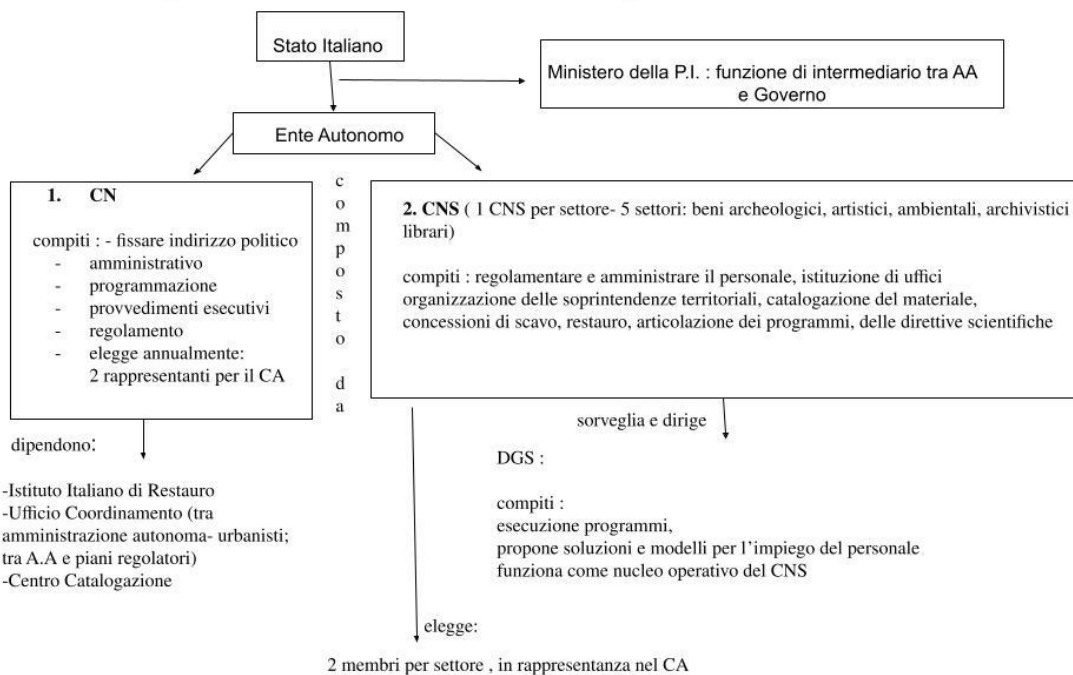 Stato Italiano
Ministero della P.I. : funzione di intermediario tra AA
e Governo
Ente Autonomo
1. CN
compiti : - fissare indirizzo politico
- amministrativo
- programmazione
- provvedimenti esecutivi
- regolamento
- elegge annualmente:
2 rappresentanti per il CA
composto da
2. CNS ( 1 CNS per settore- 5 settori: beni archeologici, artistici, ambientali, archivistici
librari)
compiti : regolamentare e amministrare il personale, istituzione di uffici
organizzazione delle soprintendenze territoriali, catalogazione del materiale,
concessioni di scavo, restauro, articolazione dei programmi, delle direttive scientifiche
dipendono:
-Istituto Italiano di Restauro
-Ufficio Coordinamento (tra
amministrazione autonoma- urbanisti;
tra A.A e piani regolatori)
-Centro Catalogazione
sorveglia e dirige
DGS :
compiti :
esecuzione programmi,
propone soluzioni e modelli per l'impiego del personale
funziona come nucleo operativo del CNS
elegge:
2 membri per settore , in rappresentanza nel CA